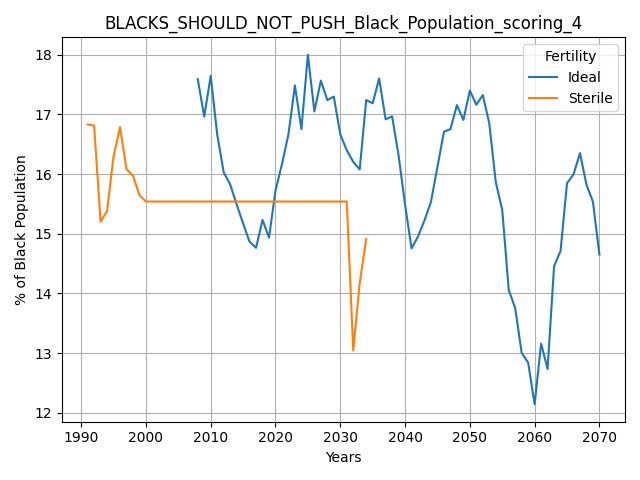 BLACKS_SHOULD_NOT_PUSH_Black_Population_scoring_4
Fertility
Ideal
Sterile
% of Black Population
18
17
16
15
14
13
12
1990 2000 2010 2020 2030 2040 2050 2060 2070
Years